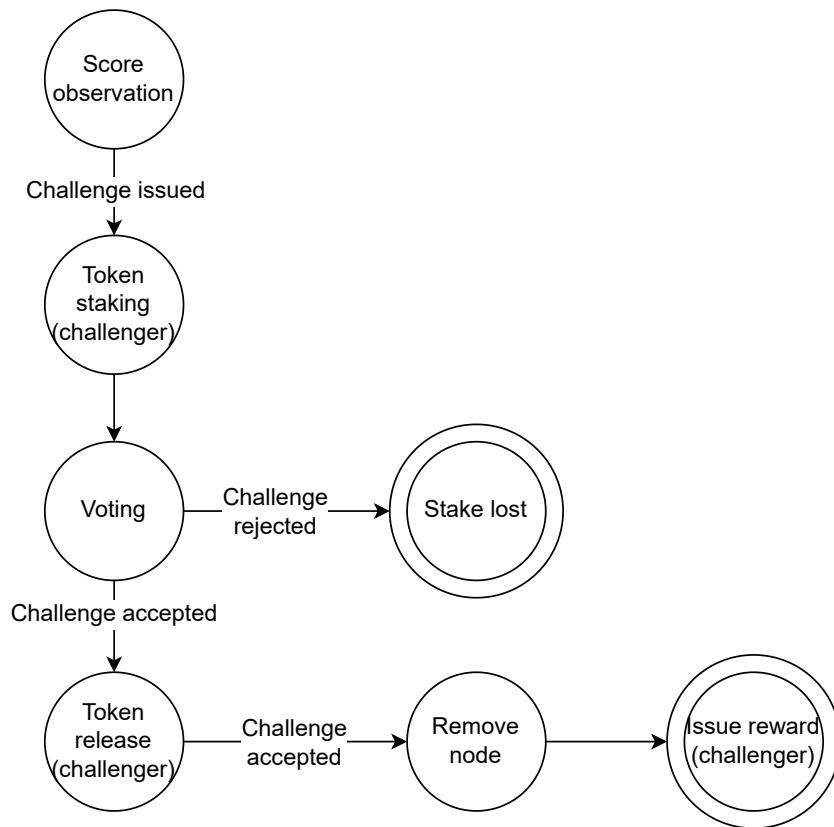 Score
observation
Challenge issued
Token
staking
(challenger)
Voting
Challenge
rejected
Stake lost
Challenge accepted
Token
release
(challenger)
Challenge
accepted
Remove
node
Issue reward
(challenger)